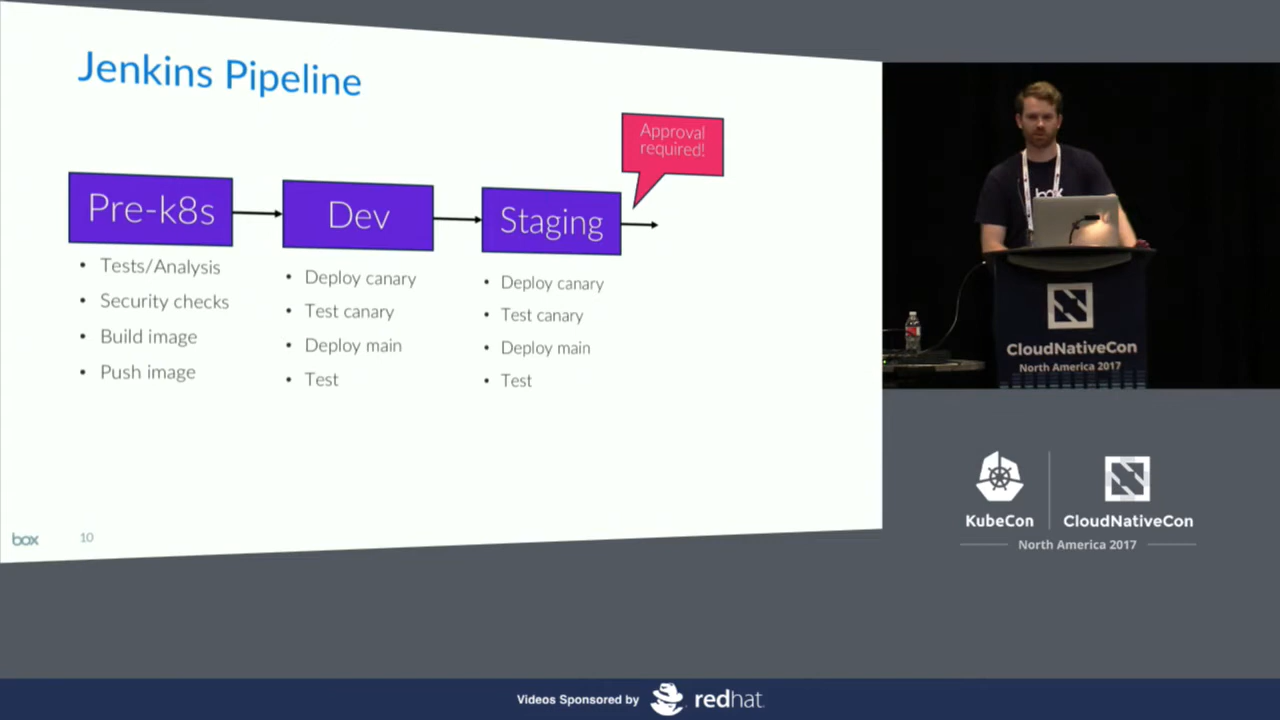 Jenkins Pipeline
Approval
required!
Pre-k8s
Dev
Staging
• Tests/Analysis
• Security checks
• Build image
• Push image
• Deploy canary
• Test canary
• Deploy main
• Test
• Deploy canary
• Test canary
• Deploy main
• Test
box
10
box
CloudNativeCon
North America 2017
KubeCon
CloudNativeCon
North America 2017
Videos Sponsored by
redhat.